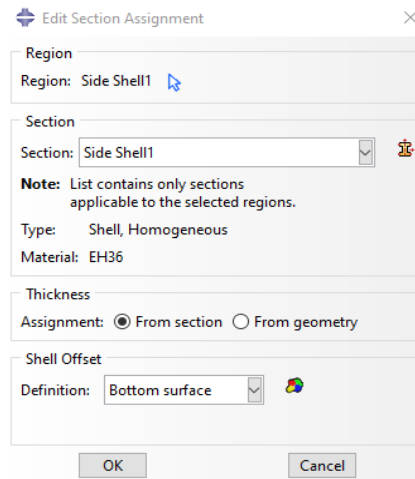 Edit Section Assignment
Region
Region: Side Shell1
Section
Section: Side Shell1
Note: List contains only sections
applicable to the selected regions.
Type: Shell, Homogeneous
Material: EH36
Thickness
Assignment: From section From geometry
Shell Offset
Definition: Bottom surface
OK Cancel